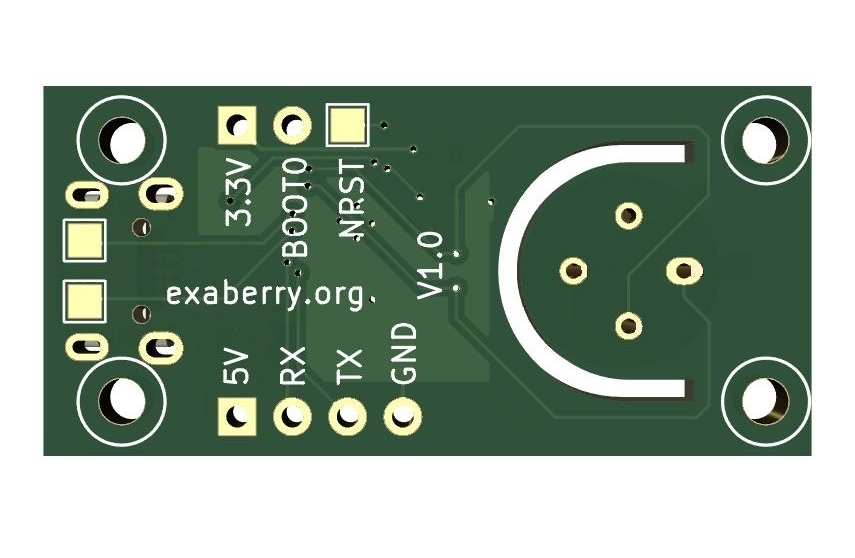 3.3V
BOOT0
NRST
V1.0
exaberry.org
5V
RX
TX
GND